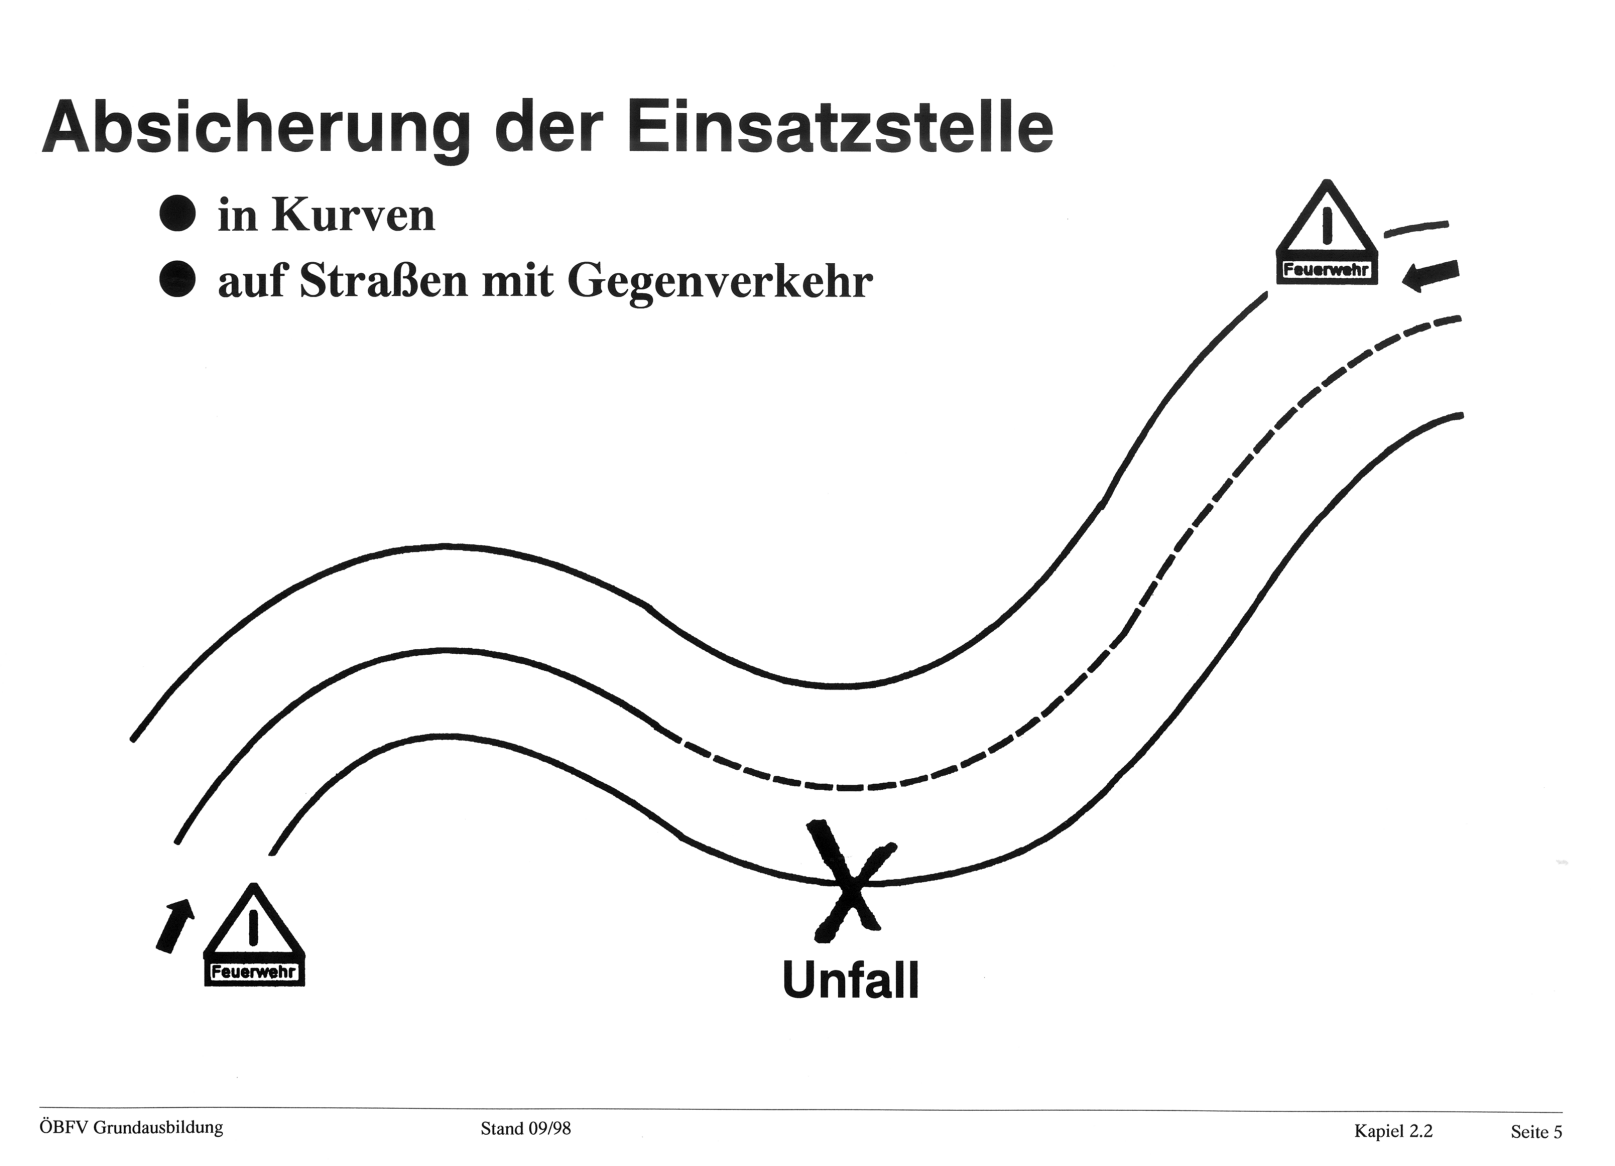 Absicherung der Einsatzstelle
● in Kurven
● auf Straßen mit Gegenverkehr
Feuerwehr
Feuerwehr
Unfall
ÖBFV Grundausbildung Stand 09/98 Kapiel 2.2 Seite 5